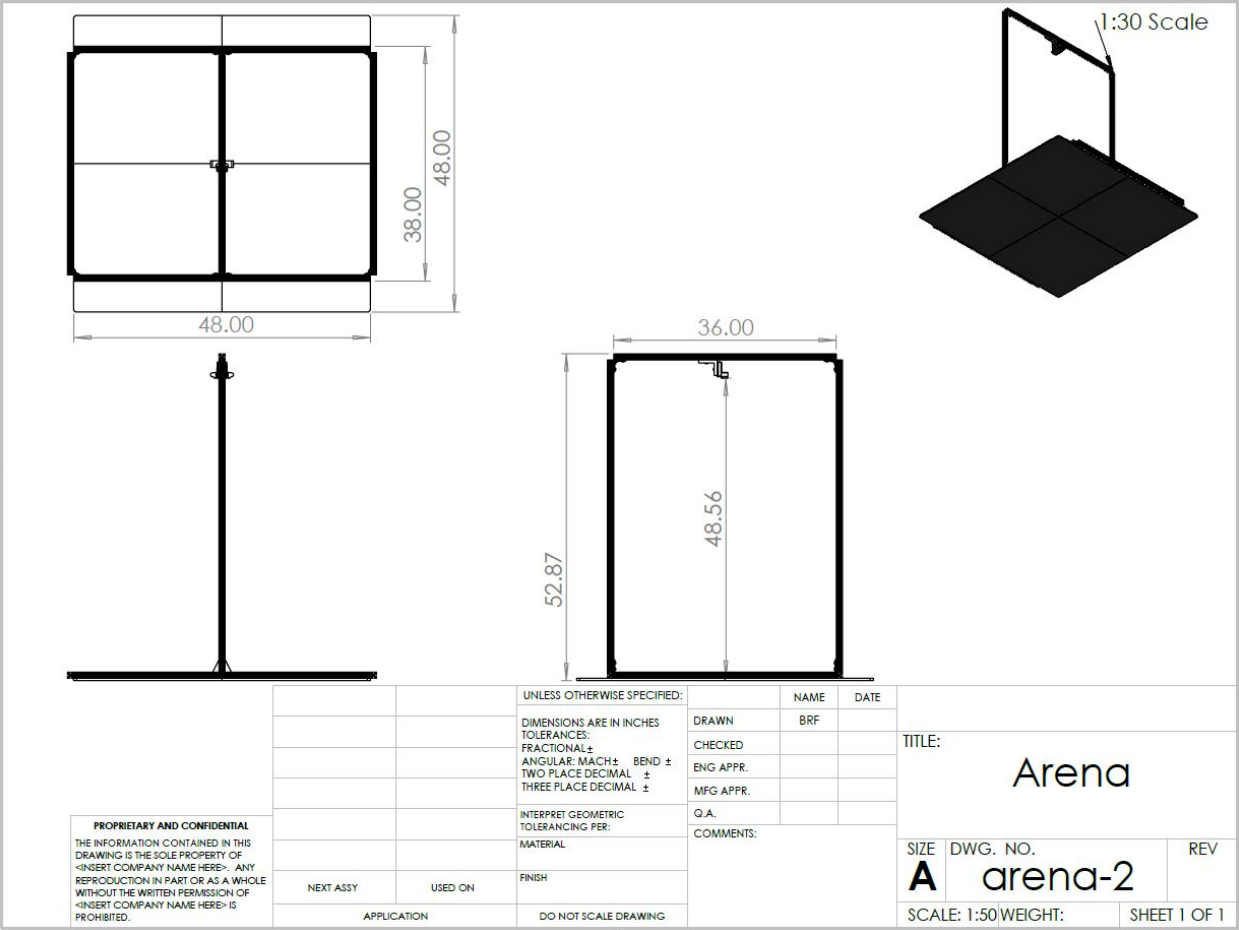 1:30 Scale
48.00
38.00
48.00
36.00
48.56
52.87
UNLESS OTHERWISE SPECIFIED:
DIMENSIONS ARE IN INCHES
TOLERANCES:
FRACTIONAL±
ANGULAR: MACH± BEND ±
TWO PLACE DECIMAL ±
THREE PLACE DECIMAL ±
INTERPRET GEOMETRIC
TOLERANCING PER:
MATERIAL
FINISH
DO NOT SCALE DRAWING
NAME DATE
DRAWN BRF
CHECKED
ENG APPR.
MFG APPR.
Q.A.
COMMENTS:
TITLE:
Arena
SIZE DWG. NO. REV
A arena-2
SCALE: 1:50 WEIGHT: SHEET 1 OF 1
PROPRIETARY AND CONFIDENTIAL
THE INFORMATION CONTAINED IN THIS
DRAWING IS THE SOLE PROPERTY OF
<INSERT COMPANY NAME HERE>. ANY
REPRODUCTION IN PART OR AS A WHOLE
WITHOUT THE WRITTEN PERMISSION OF
<INSERT COMPANY NAME HERE> IS
PROHIBITED.
NEXT ASSY USED ON
APPLICATION